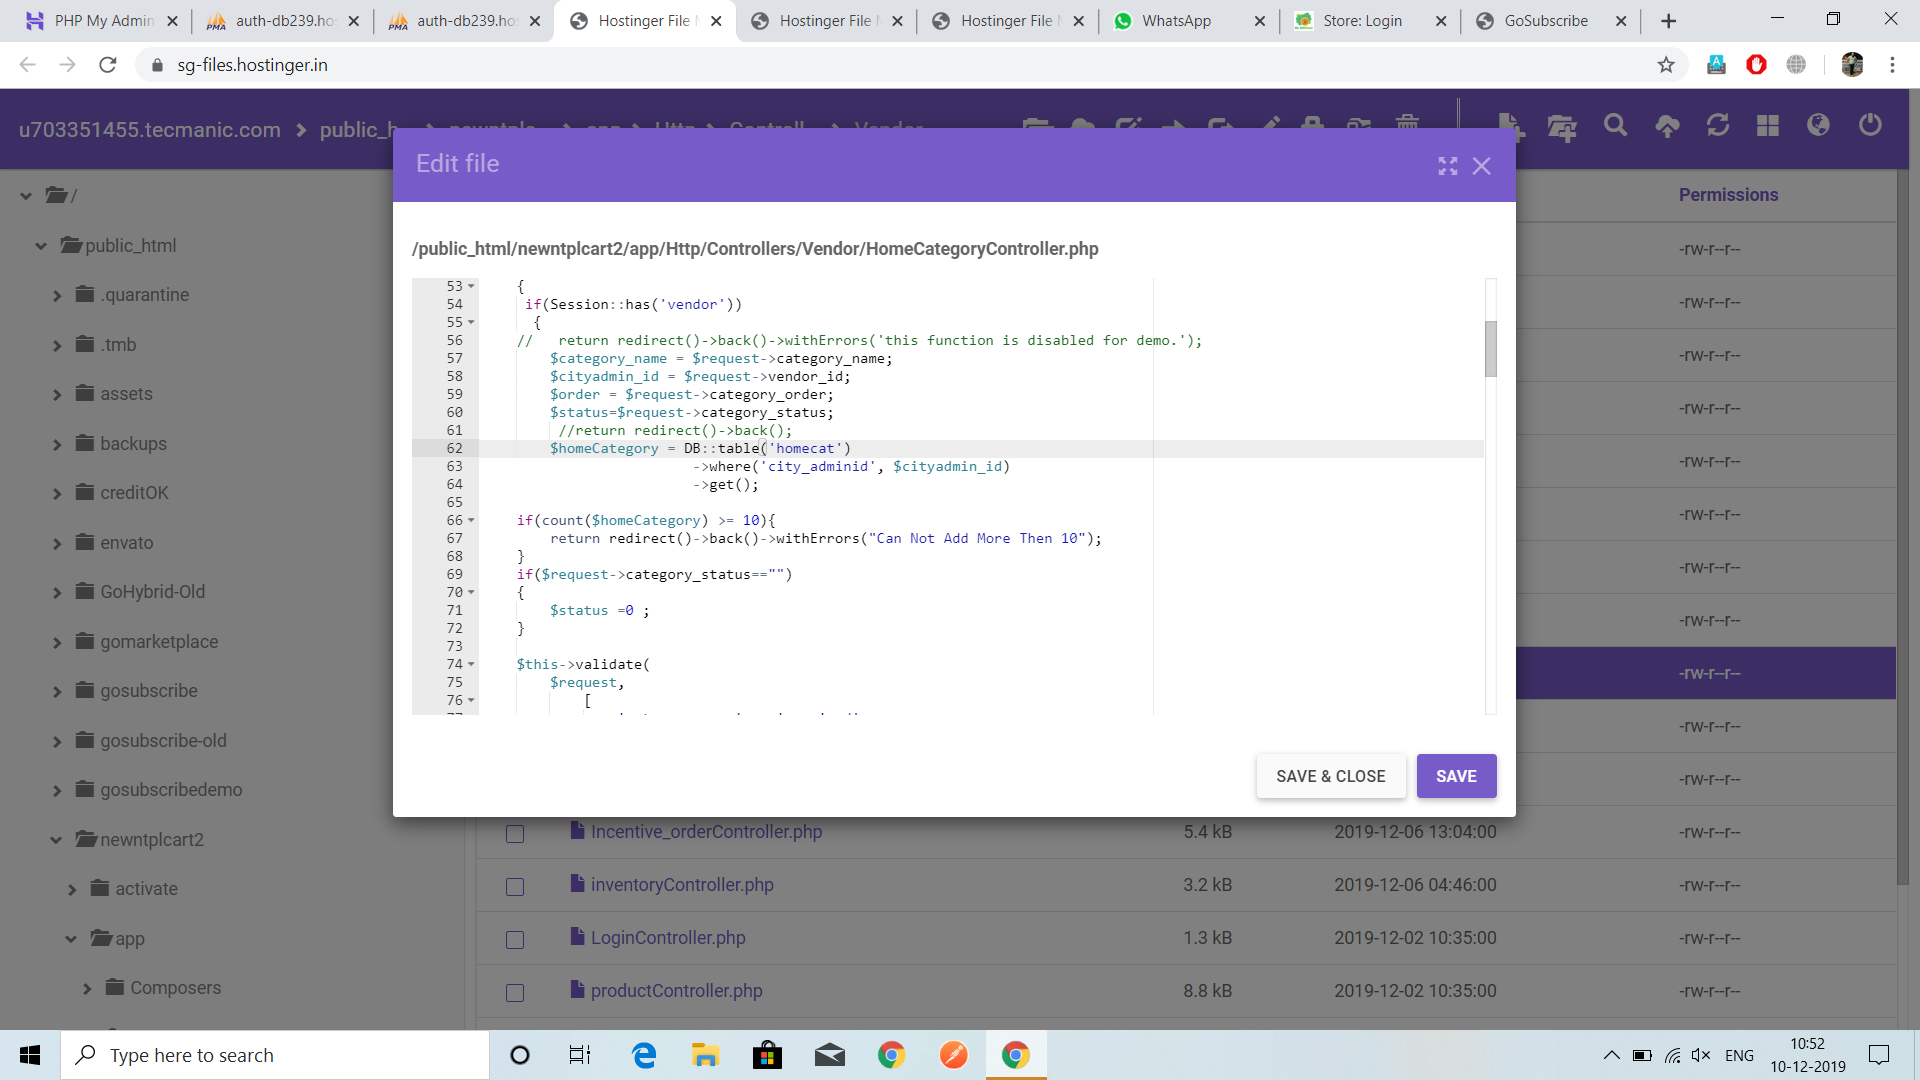 PHP My Admin
auth-db239.ho
auth-db239.ho
Hostinger File
Hostinger File
Hostinger File
WhatsApp
Store: Login
GoSubscribe
sg-files.hostinger.in
u703351455.tecmanic.com
public_h
Edit file
/
public_html
.quarantine
.tmb
assets
backups
creditOK
envato
GoHybrid-Old
gomarketplace
gosubscribe
gosubscribe-old
gosubscribedemo
newntplcart2
activate
app
Composers
/public_html/newntplcart2/app/Http/Controllers/Vendor/HomeCategoryController.php
53 {
54 if(Session::has('vendor'))
55 {
56 // return redirect()->back()->withErrors('this function is disabled for demo.');
57 $category_name = $request->category_name;
58 $cityadmin_id = $request->vendor_id;
59 $order = $request->category_order;
60 $status=$request->category_status;
61 //return redirect()->back();
62 $homeCategory = DB::table('homecat')
63 ->where('city_adminid', $cityadmin_id)
64 ->get();
65
66 if(count($homeCategory) >= 10){
67 return redirect()->back()->withErrors("Can Not Add More Then 10");
68 }
69 if($request->category_status=="")
70 {
71 $status =0 ;
72 }
73
74 $this->validate(
75 $request,
76 [
SAVE & CLOSE
SAVE
Permissions
-rw-r--r--
-rw-r--r--
-rw-r--r--
-rw-r--r--
-rw-r--r--
-rw-r--r--
-rw-r--r--
-rw-r--r--
-rw-r--r--
-rw-r--r--
-rw-r--r--
Incentive_orderController.php 5.4 kB 2019-12-06 13:04:00 -rw-r--r--
inventoryController.php 3.2 kB 2019-12-06 04:46:00 -rw-r--r--
LoginController.php 1.3 kB 2019-12-02 10:35:00 -rw-r--r--
productController.php 8.8 kB 2019-12-02 10:35:00 -rw-r--r--
Type here to search
ENG
10:52
10-12-2019